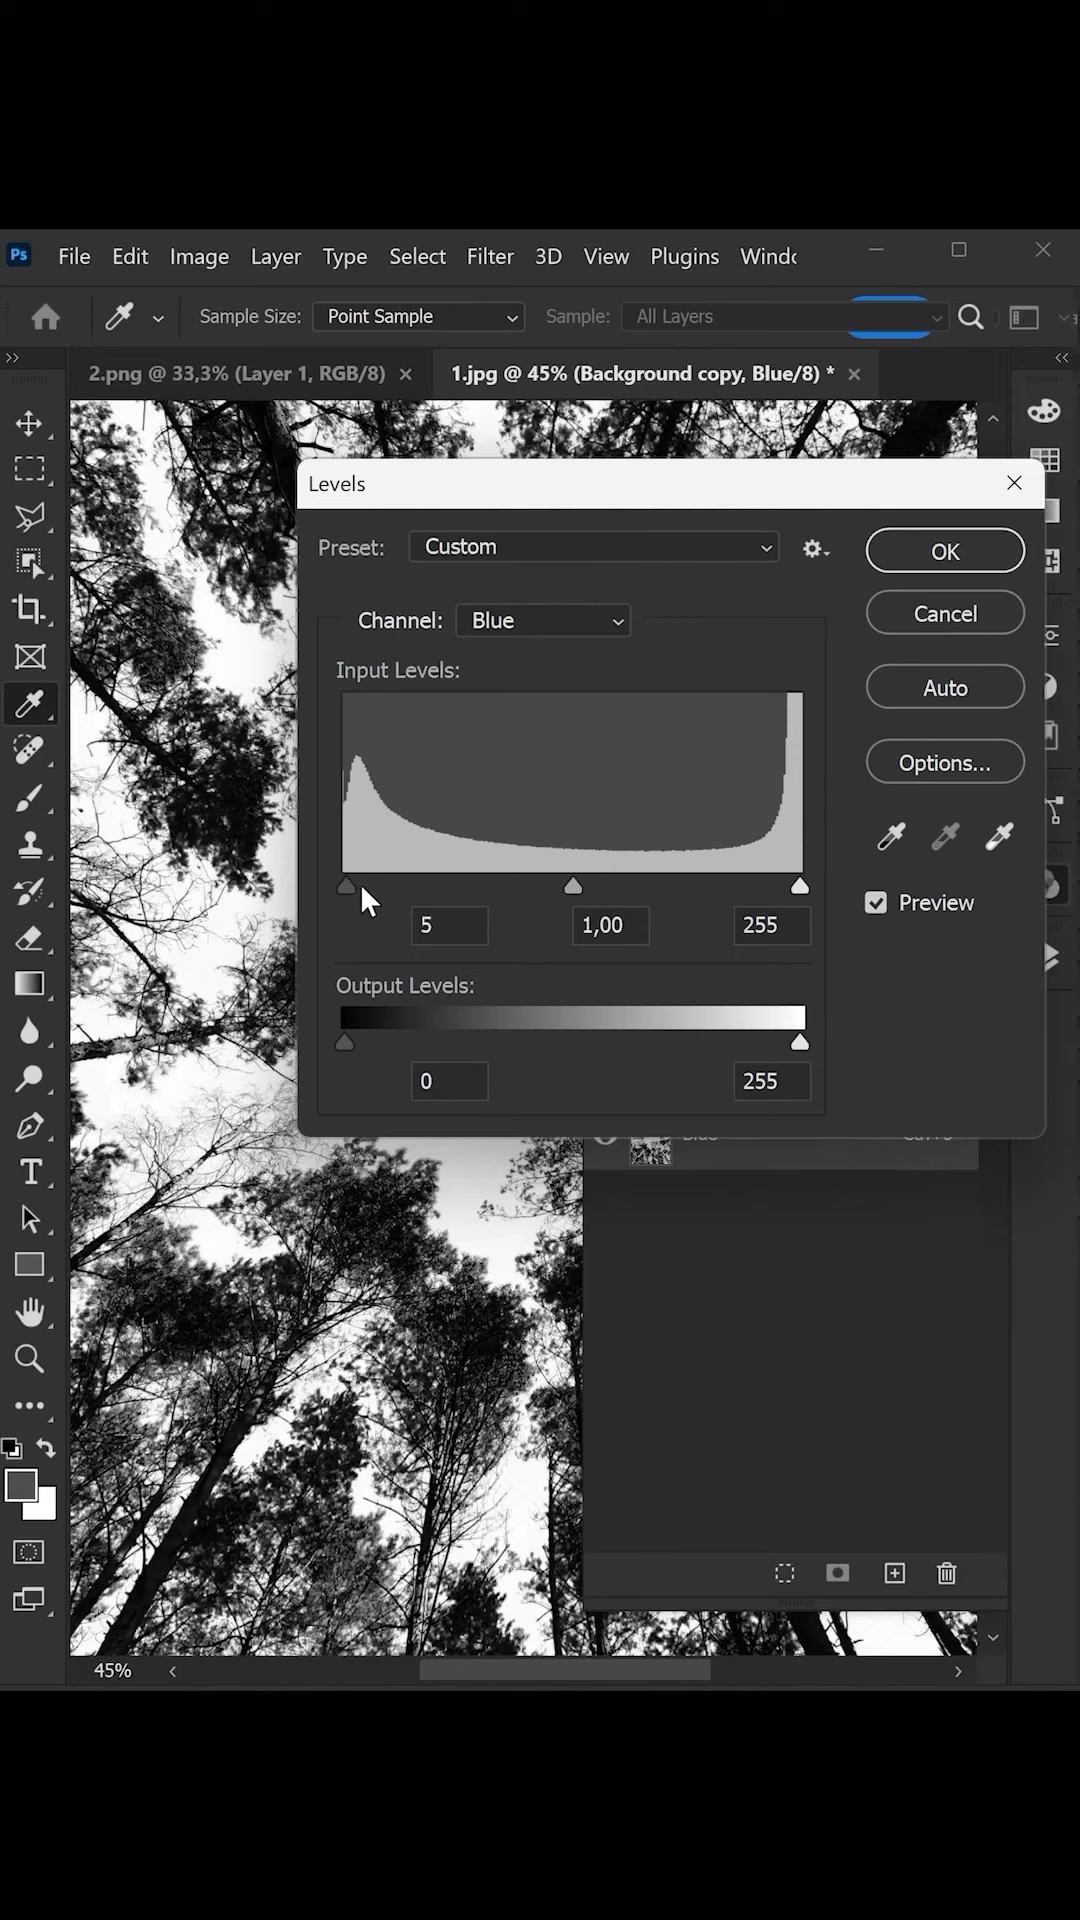 Ps File Edit Image Layer Type Select Filter 3D View Plugins
Sample Size: Point Sample Sample: All Layers
2.png @ 33,3% (Layer 1, RGB/8) × 1.jpg @ 45% (Background copy, Blue/8) * ×
Levels
Preset: Custom
OK
Channel: Blue
Cancel
Input Levels:
Auto
Options...
5 1,00 255
Preview
Output Levels:
0 255
45%